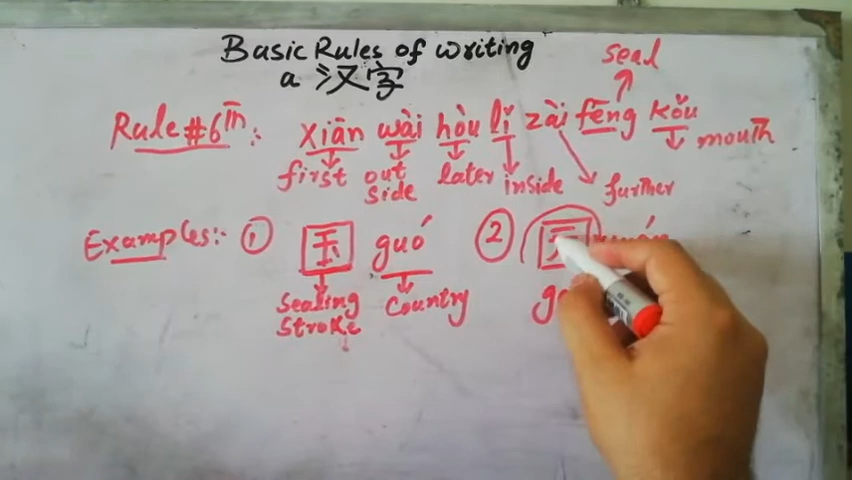 Basic Rules of writing
a 汉字
seal
Rule #6th :- xiān wài hòu lǐ zài fēng kǒu
first out side later inside further mouth
Examples:- ① 国 guó ②
sealing stroke country